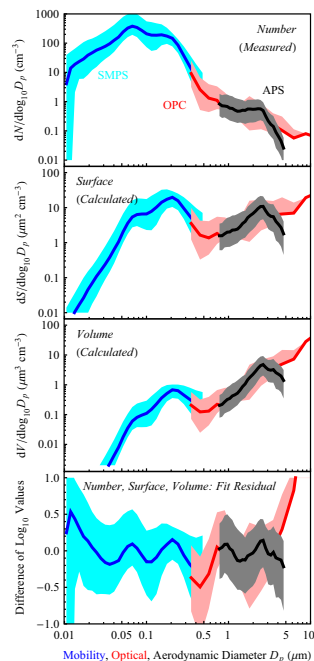 1000
100
10
1
0.10
0.01
dN/dlog10Dp (cm−3)
Number
(Measured)
SMPS
OPC
APS
100
10
1
0.1
0.01
dS/dlog10Dp (μm2 cm−3)
Surface
(Calculated)
100
10
1
0.1
0.01
dV/dlog10Dp (μm3 cm−3)
Volume
(Calculated)
1.0
0.5
0.0
-0.5
-1.0
Difference of Log10 Values
Number, Surface, Volume: Fit Residual
0.01 0.05 0.1 0.5 1 5 10
Mobility, Optical, Aerodynamic Diameter Dp (μm)